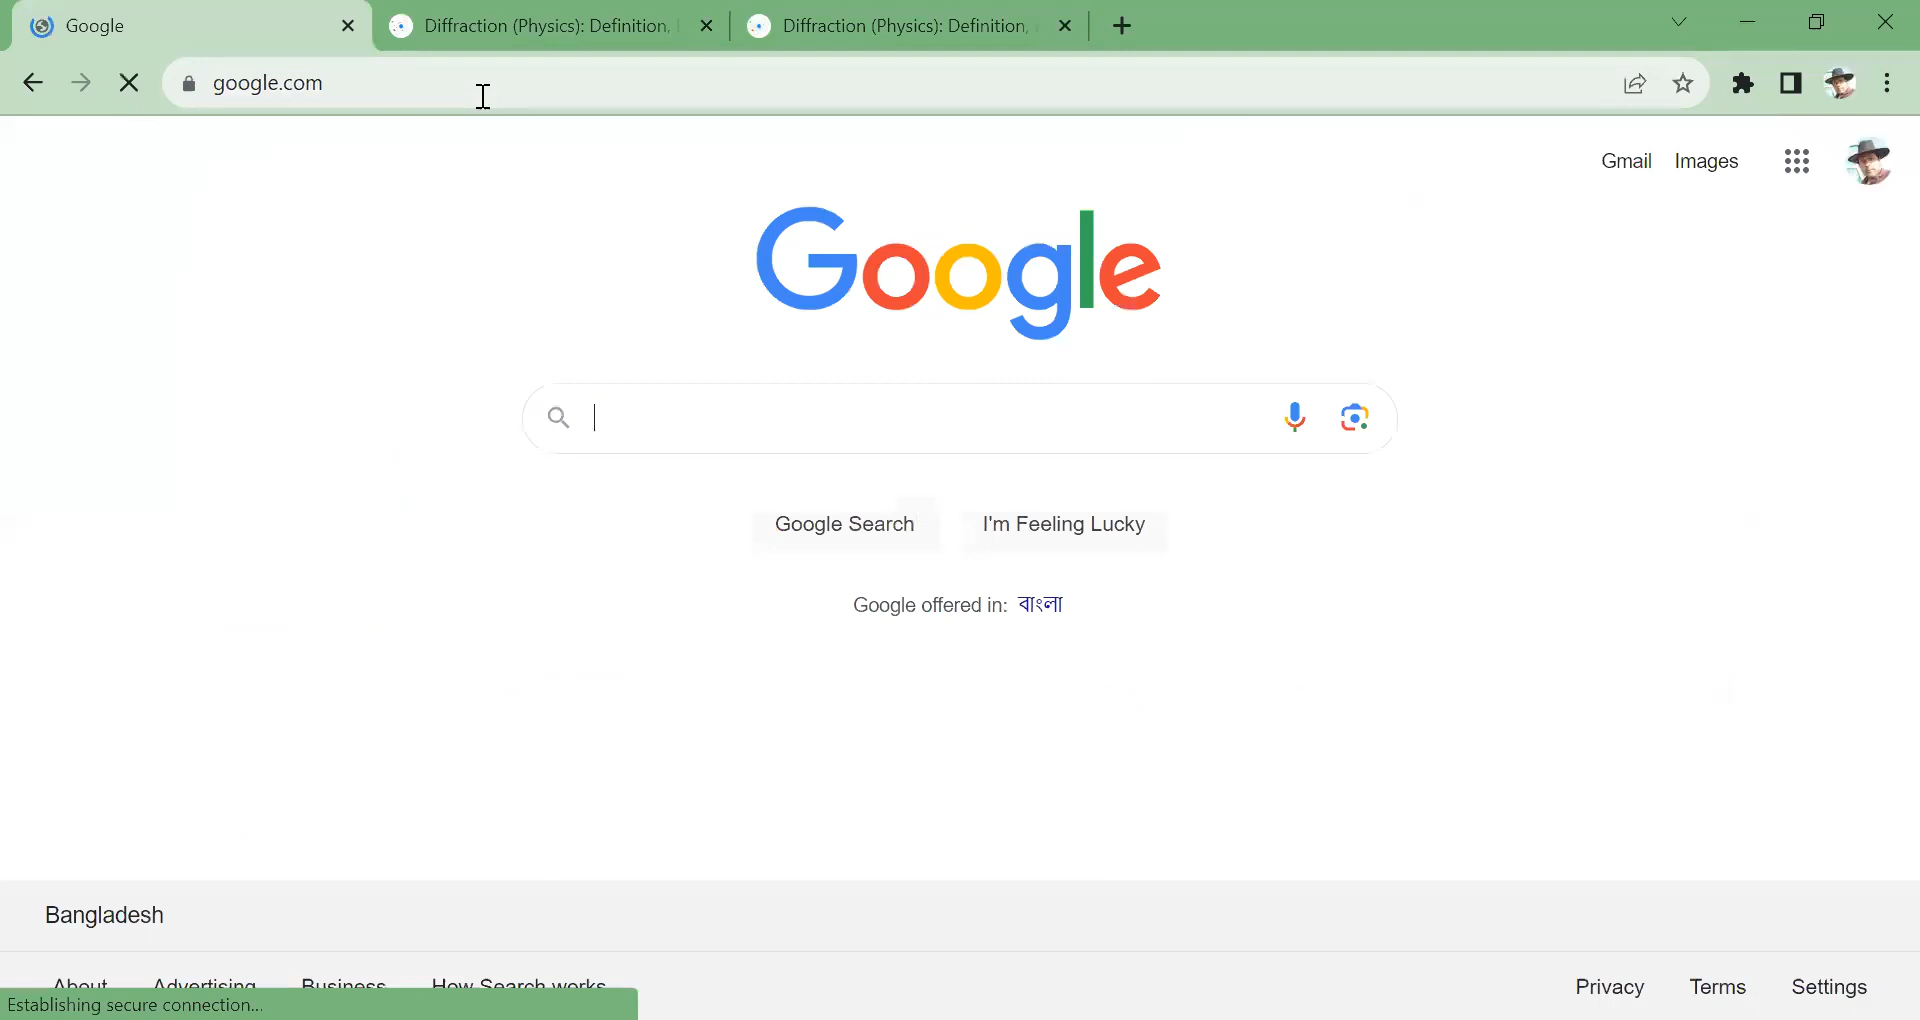 Google
Diffraction (Physics): Definition,
Diffraction (Physics): Definition,
google.com
Gmail Images
Google
Google Search I'm Feeling Lucky
Google offered in: বাংলা
Bangladesh
About Advertising Business How Search works
Privacy Terms Settings
Establishing secure connection...